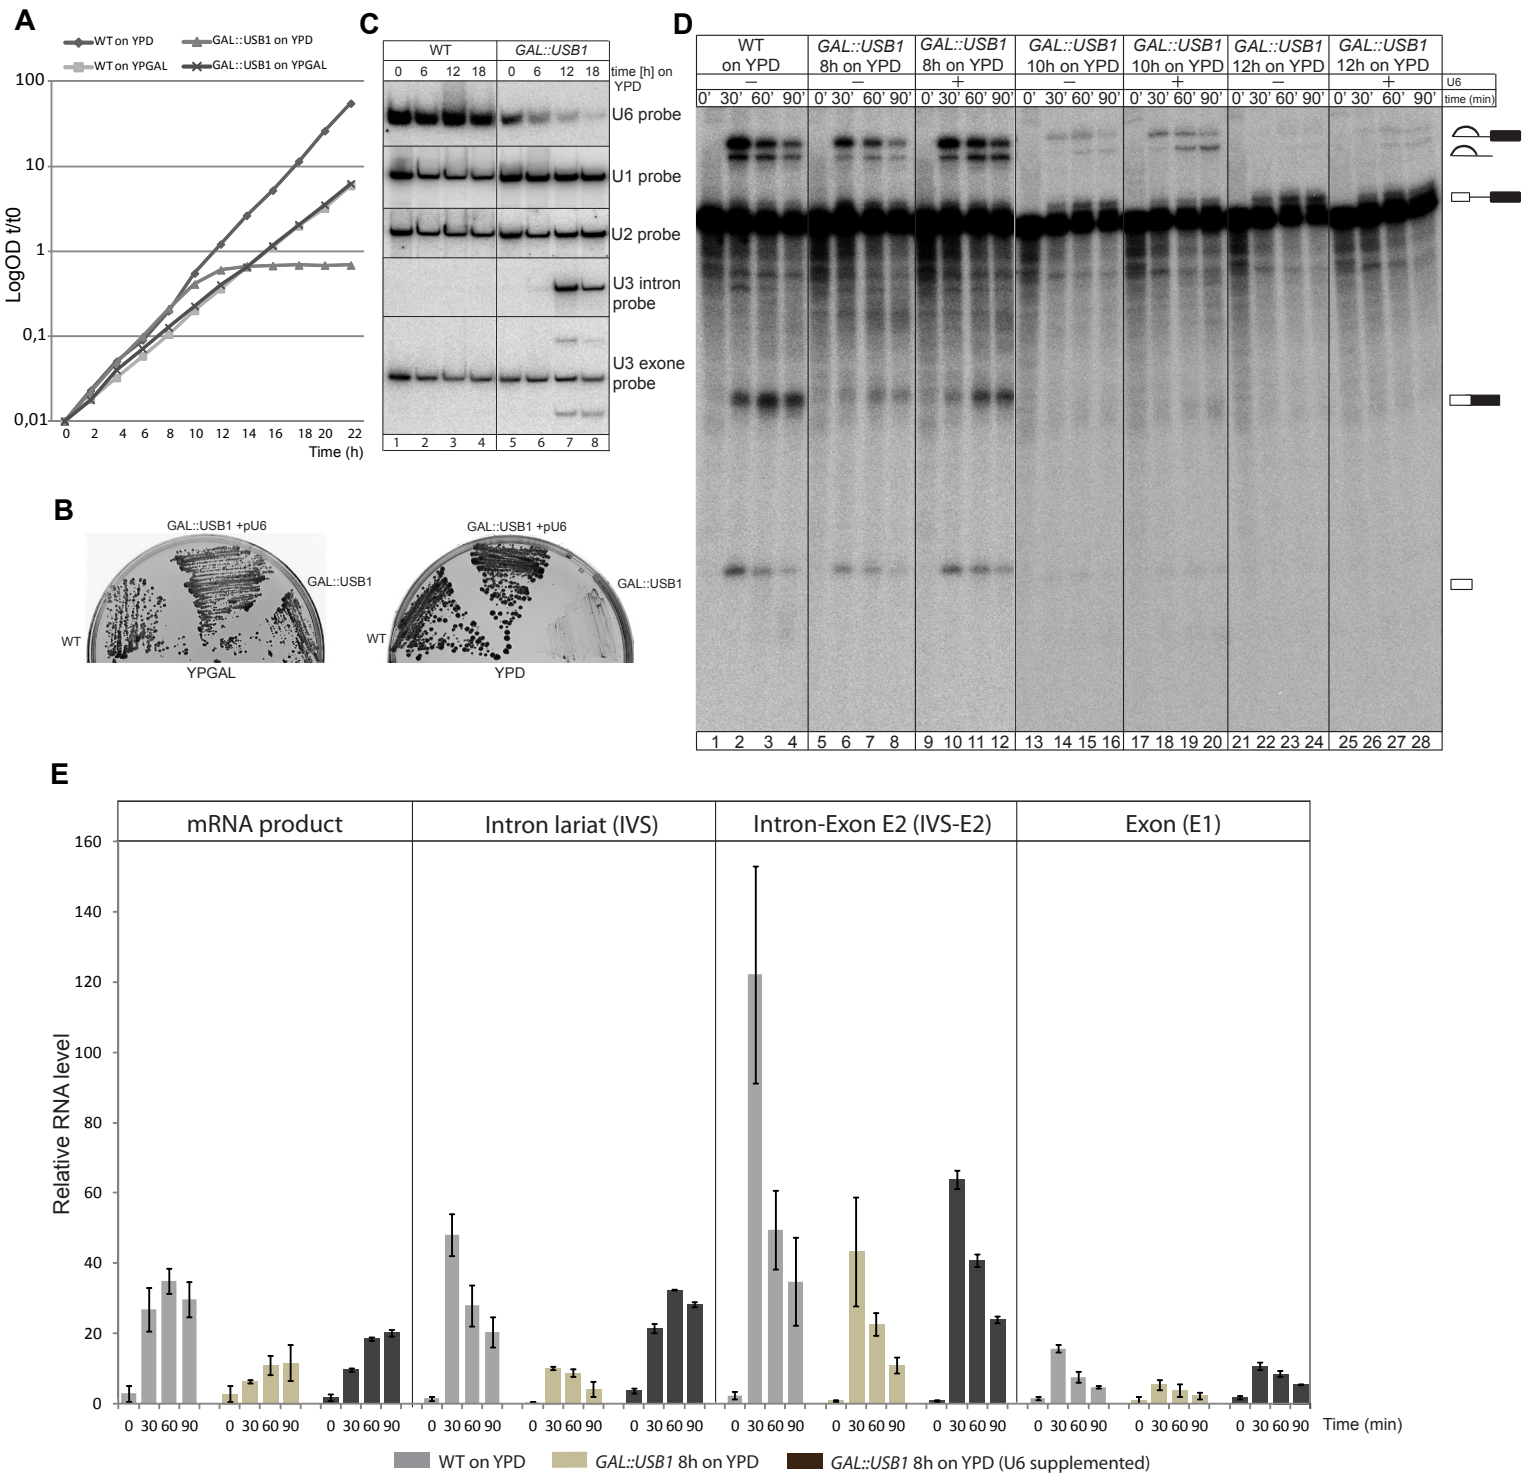 A
WT on YPD
GAL::USB1 on YPD
WT on YPGAL
GAL::USB1 on YPGAL
LogOD t/t0
100
10
1
0,1
0,01
0 2 4 6 8 10 12 14 16 18 20 22
Time (h)
B
GAL::USB1 +pU6
GAL::USB1
WT
YPGAL
GAL::USB1 +pU6
GAL::USB1
WT
YPD
C
WT GAL::USB1
0 6 12 18 0 6 12 18 time [h] on YPD
U6 probe
U1 probe
U2 probe
U3 intron
probe
U3 exone
probe
1 2 3 4 5 6 7 8
D
WT GAL::USB1 GAL::USB1 GAL::USB1 GAL::USB1 GAL::USB1 GAL::USB1
on YPD 8h on YPD 8h on YPD 10h on YPD 10h on YPD 12h on YPD 12h on YPD
− − + − + − + U6
0' 30' 60' 90' 0' 30' 60' 90' 0' 30' 60' 90' 0' 30' 60' 90' 0' 30' 60' 90' 0' 30' 60' 90' 0' 30' 60' 90' time (min)
1 2 3 4 5 6 7 8 9 10 11 12 13 14 15 16 17 18 19 20 21 22 23 24 25 26 27 28
E
mRNA product Intron lariat (IVS) Intron-Exon E2 (IVS-E2) Exon (E1)
Relative RNA level
160
140
120
100
80
60
40
20
0
0 30 60 90 0 30 60 90 0 30 60 90 0 30 60 90 0 30 60 90 0 30 60 90 0 30 60 90 0 30 60 90 0 30 60 90 0 30 60 90 0 30 60 90 0 30 60 90 Time (min)
WT on YPD GAL::USB1 8h on YPD GAL::USB1 8h on YPD (U6 supplemented)